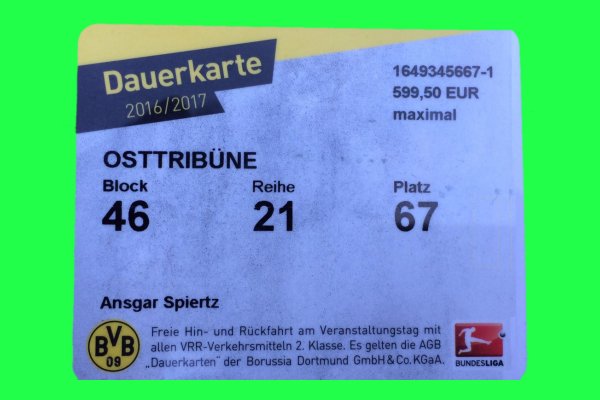 Dauerkarte
2016/2017
1649345667-1
599,50 EUR
maximal
OSTTRIBÜNE
Block Reihe Platz
46 21 67
Ansgar Spiertz
BVB
09
Freie Hin- und Rückfahrt am Veranstaltungstag mit
allen VRR-Verkehrsmitteln 2. Klasse. Es gelten die AGB
„Dauerkarten" der Borussia Dortmund GmbH & Co. KGaA.
BUNDESLIGA